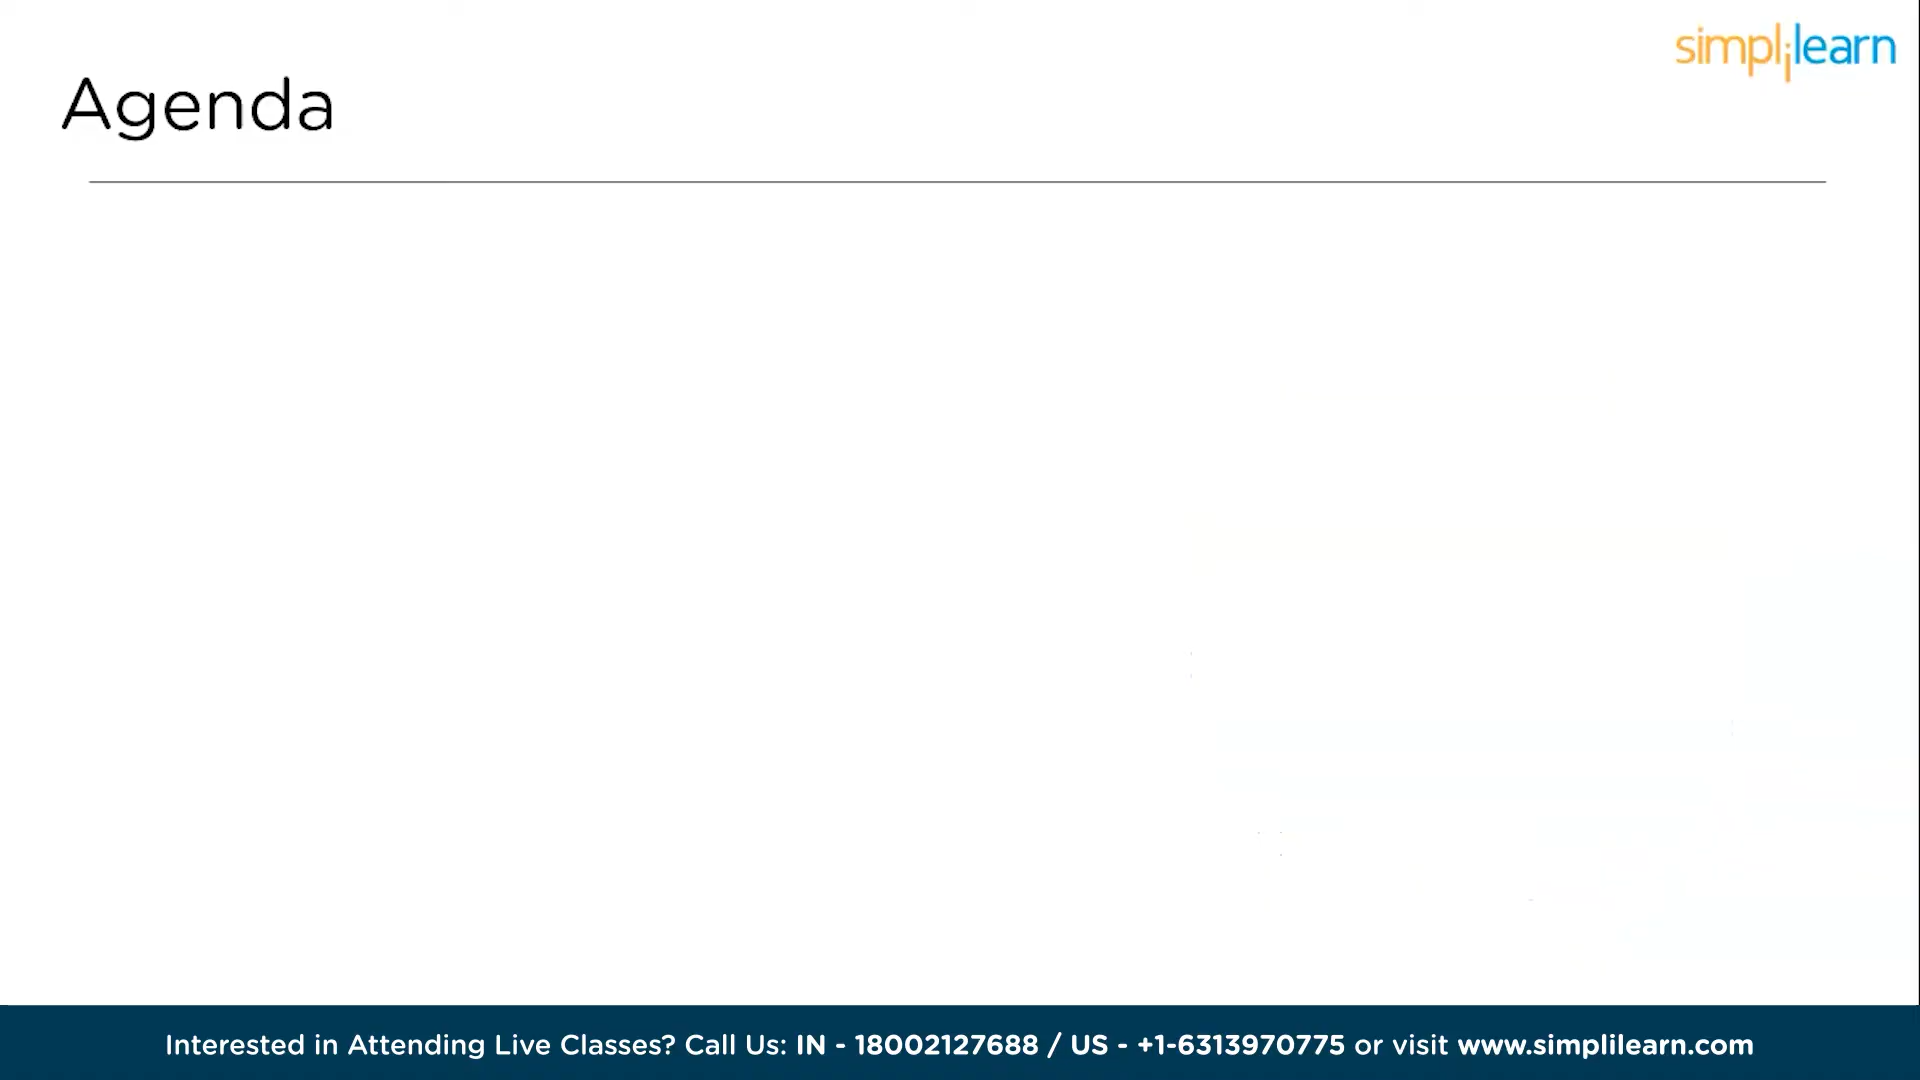 simplilearn
Agenda
Interested in Attending Live Classes? Call Us: IN - 18002127688 / US - +1-6313970775 or visit www.simplilearn.com